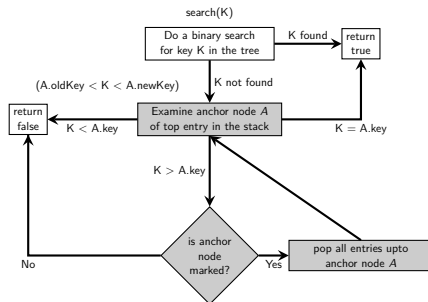 search(K)
Do a binary search
for key K in the tree
K found
return
true
K not found
(A.oldKey < K < A.newKey)
return
false
K < A.key
Examine anchor node A
of top entry in the stack
K = A.key
K > A.key
is anchor
node
marked?
No
Yes
pop all entries upto
anchor node A